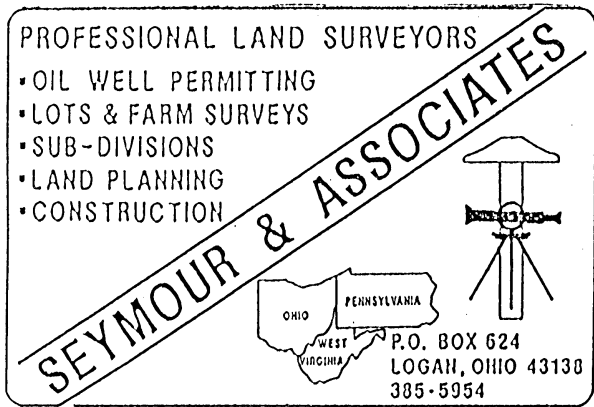 PROFESSIONAL LAND SURVEYORS
▪OIL WELL PERMITTING
▪LOTS & FARM SURVEYS
▪SUB-DIVISIONS
▪LAND PLANNING
▪CONSTRUCTION
SEYMOUR & ASSOCIATES
OHIO
PENNSYLVANIA
WEST
VIRGINIA
P.O. BOX 624
LOGAN, OHIO 43138
385-5954